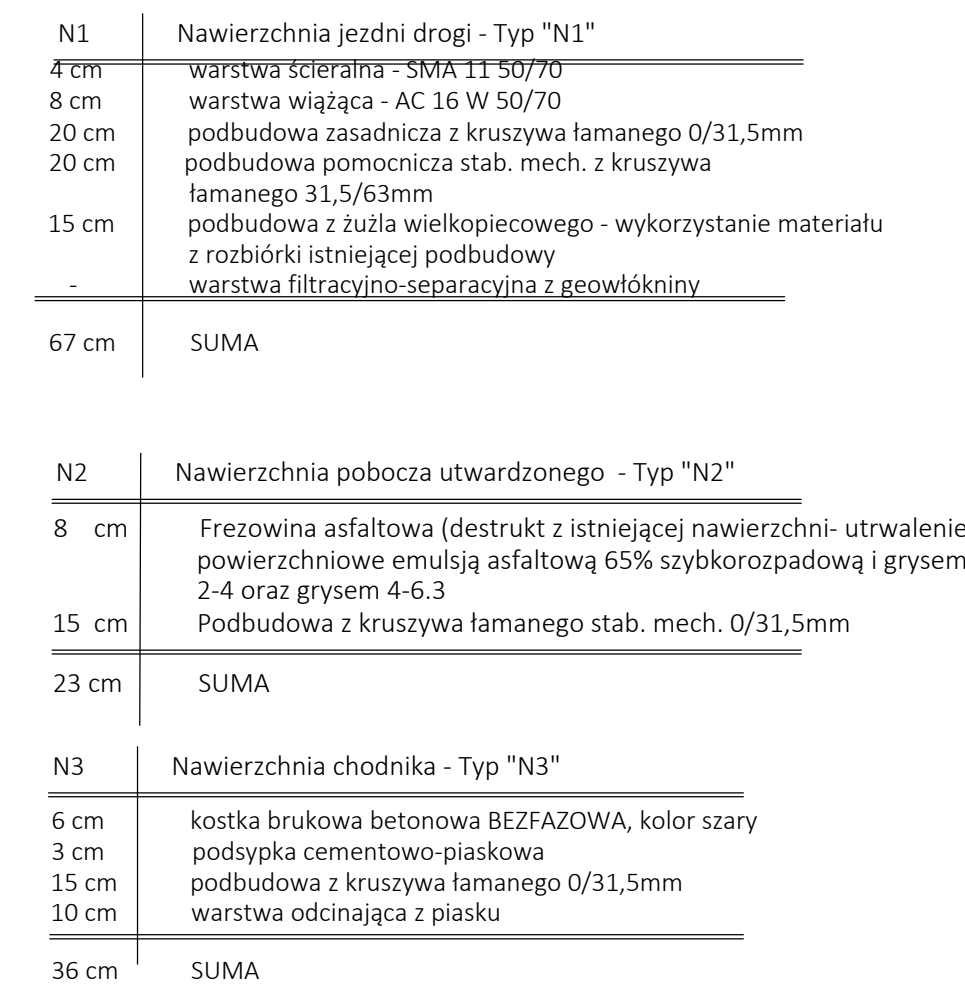 N1 Nawierzchnia jezdni drogi - Typ "N1"
4 cm warstwa ścieralna - SMA 11 50/70
8 cm warstwa wiążąca - AC 16 W 50/70
20 cm podbudowa zasadnicza z kruszywa łamanego 0/31,5mm
20 cm podbudowa pomocnicza stab. mech. z kruszywa
łamanego 31,5/63mm
15 cm podbudowa z żużla wielkopiecowego - wykorzystanie materiału
z rozbiórki istniejącej podbudowy
- warstwa filtracyjno-separacyjna z geowłókniny
67 cm SUMA
N2 Nawierzchnia pobocza utwardzonego - Typ "N2"
8 cm Frezowina asfaltowa (destrukt z istniejącej nawierzchni- utrwalenie
powierzchniowe emulsją asfaltową 65% szybkorozpadową i grysem
2-4 oraz grysem 4-6.3
15 cm Podbudowa z kruszywa łamanego stab. mech. 0/31,5mm
23 cm SUMA
N3 Nawierzchnia chodnika - Typ "N3"
6 cm kostka brukowa betonowa BEZFAZOWA, kolor szary
3 cm podsypka cementowo-piaskowa
15 cm podbudowa z kruszywa łamanego 0/31,5mm
10 cm warstwa odcinająca z piasku
36 cm SUMA